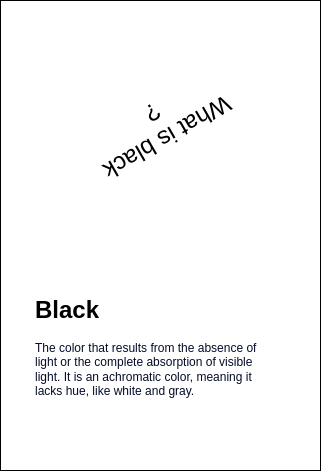 What is black
?
Black
The color that results from the absence of
light or the complete absorption of visible
light. It is an achromatic color, meaning it
lacks hue, like white and gray.